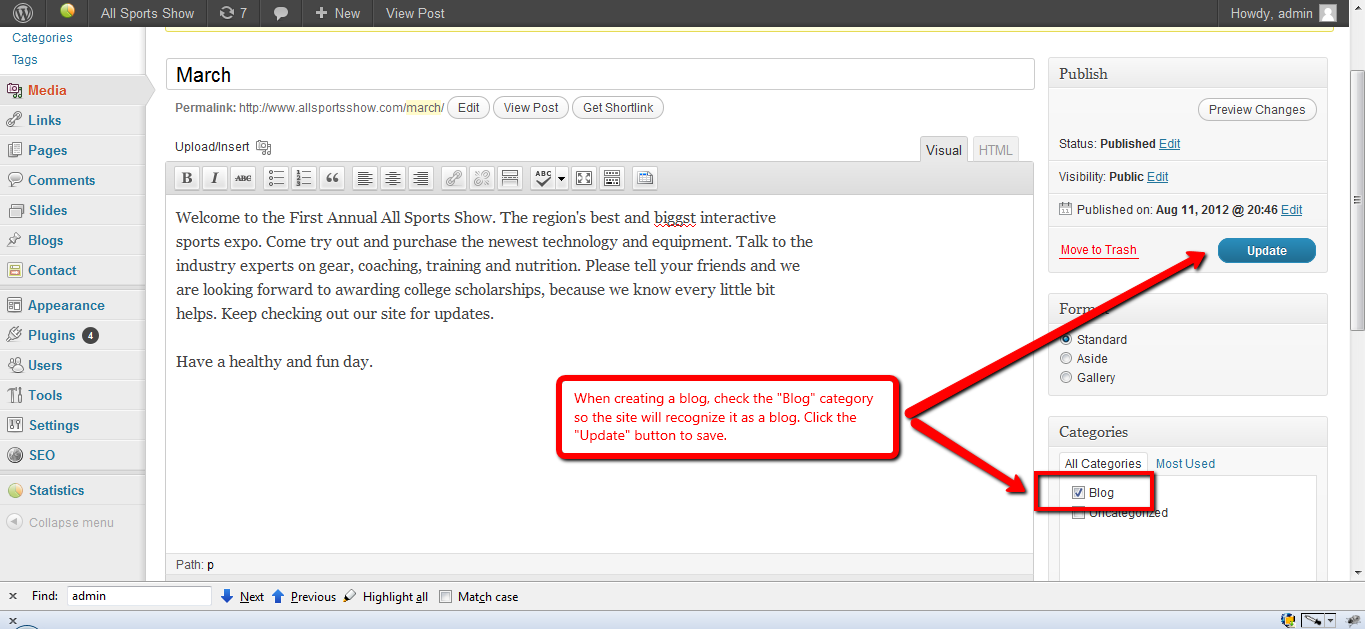 All Sports Show 7 New View Post Howdy, admin
Categories
Tags
Media
Links
Pages
Comments
Slides
Blogs
Contact
Appearance
Plugins 4
Users
Tools
Settings
SEO
Statistics
Collapse menu
March
Permalink: http://www.allsportsshow.com/march/ Edit View Post Get Shortlink
Upload/Insert
Visual HTML
B I ABC ABC
Welcome to the First Annual All Sports Show. The region's best and biggst interactive
sports expo. Come try out and purchase the newest technology and equipment. Talk to the
industry experts on gear, coaching, training and nutrition. Please tell your friends and we
are looking forward to awarding college scholarships, because we know every little bit
helps. Keep checking out our site for updates.
Have a healthy and fun day.
When creating a blog, check the "Blog" category
so the site will recognize it as a blog. Click the
"Update" button to save.
Path: p
Publish
Preview Changes
Status: Published Edit
Visibility: Public Edit
Published on: Aug 11, 2012 @ 20:46 Edit
Move to Trash Update
Format
Standard
Aside
Gallery
Categories
All Categories Most Used
Blog
Uncategorized
Find: admin Next Previous Highlight all Match case